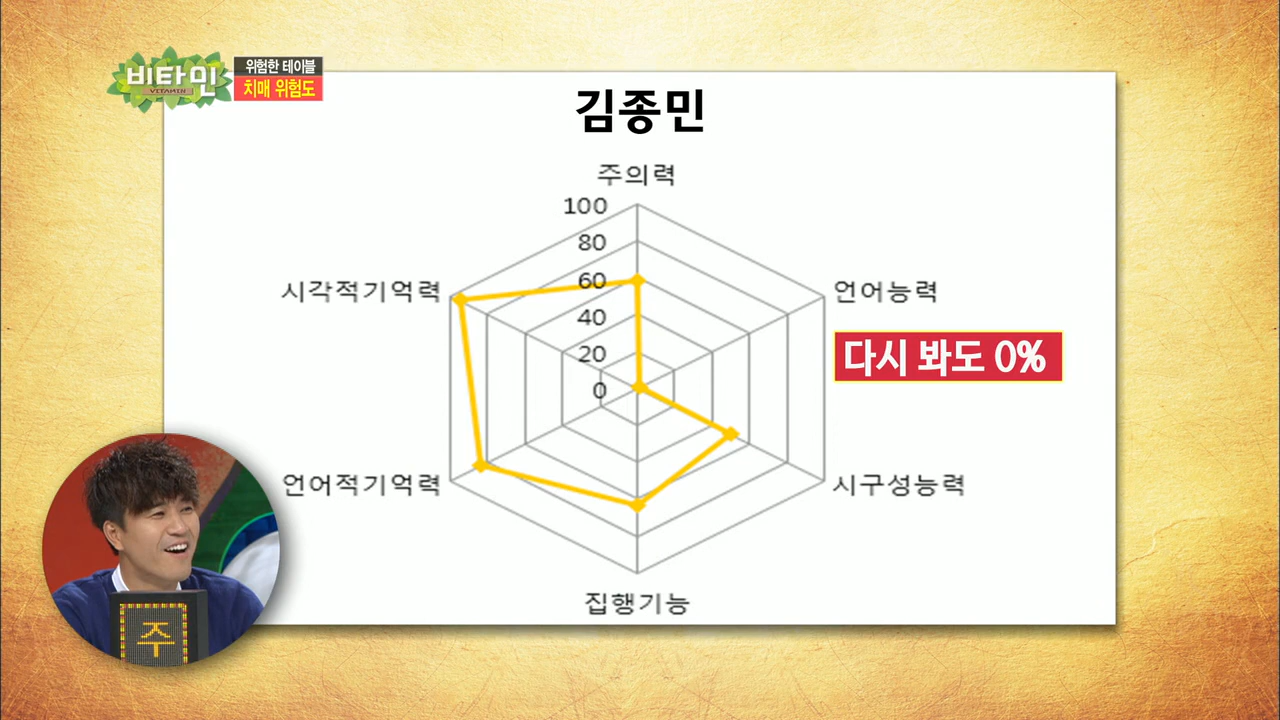 비타민
VITAMIN
위험한 테이블
치매 위험도
김종민
주의력
100
80
60
40
20
0
시각적기억력
언어능력
다시 봐도 0%
언어적기억력
시구성능력
집행기능
주